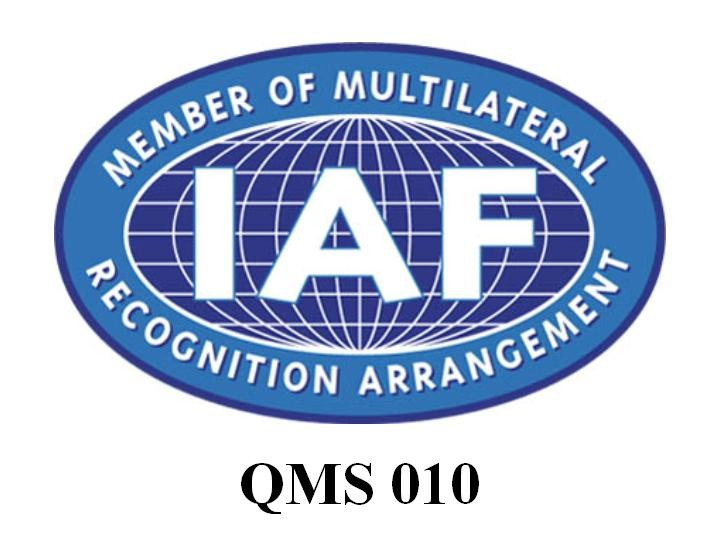 MEMBER OF MULTILATERAL
IAF
RECOGNITION ARRANGEMENT
QMS 010